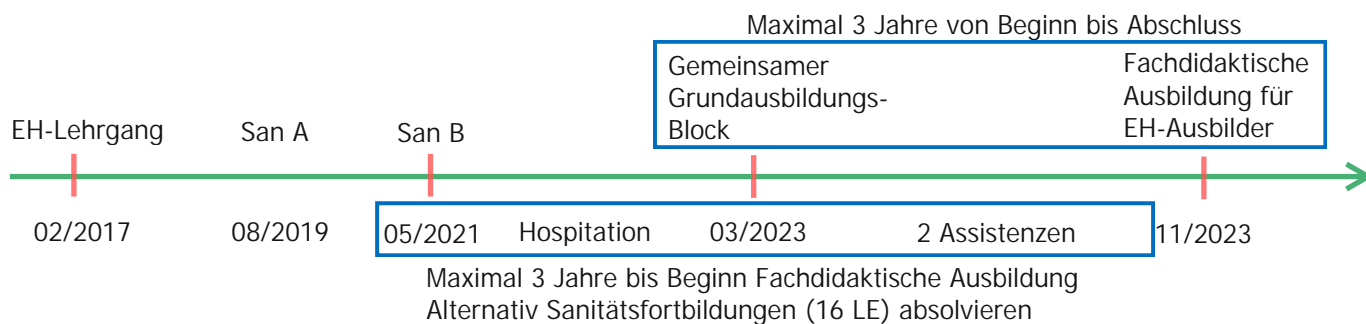 Maximal 3 Jahre von Beginn bis Abschluss
Gemeinsamer
Grundausbildungs-
Block
Fachdidaktische
Ausbildung für
EH-Ausbilder
EH-Lehrgang
San A
San B
02/2017
08/2019
05/2021
Hospitation
03/2023
2 Assistenzen
11/2023
Maximal 3 Jahre bis Beginn Fachdidaktische Ausbildung
Alternativ Sanitätsfortbildungen (16 LE) absolvieren